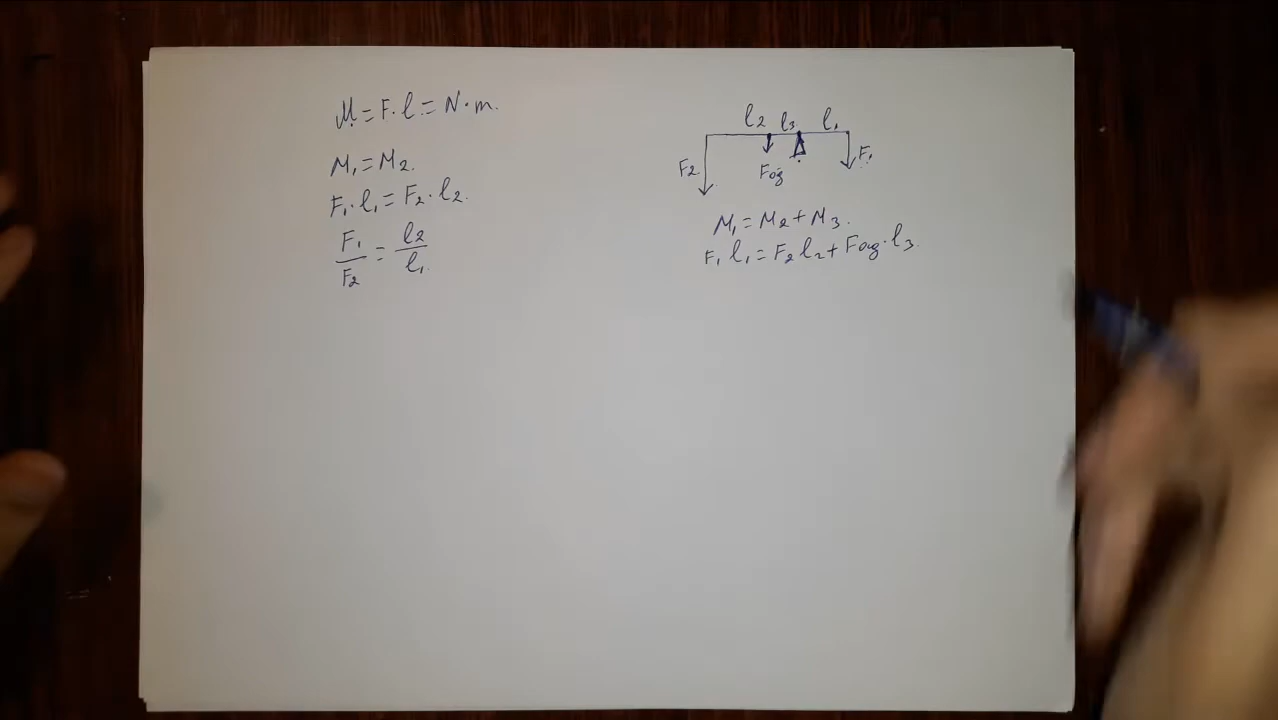 M = F · l = N · m.
M₁ = M₂.
F₁ · l₁ = F₂ · l₂.
F₁/F₂ = l₂/l₁
l₂ l₃ l₁
F₂ Fog' F₁
M₁ = M₂ + M₃.
F₁ l₁ = F₂ l₂ + Fog' · l₃